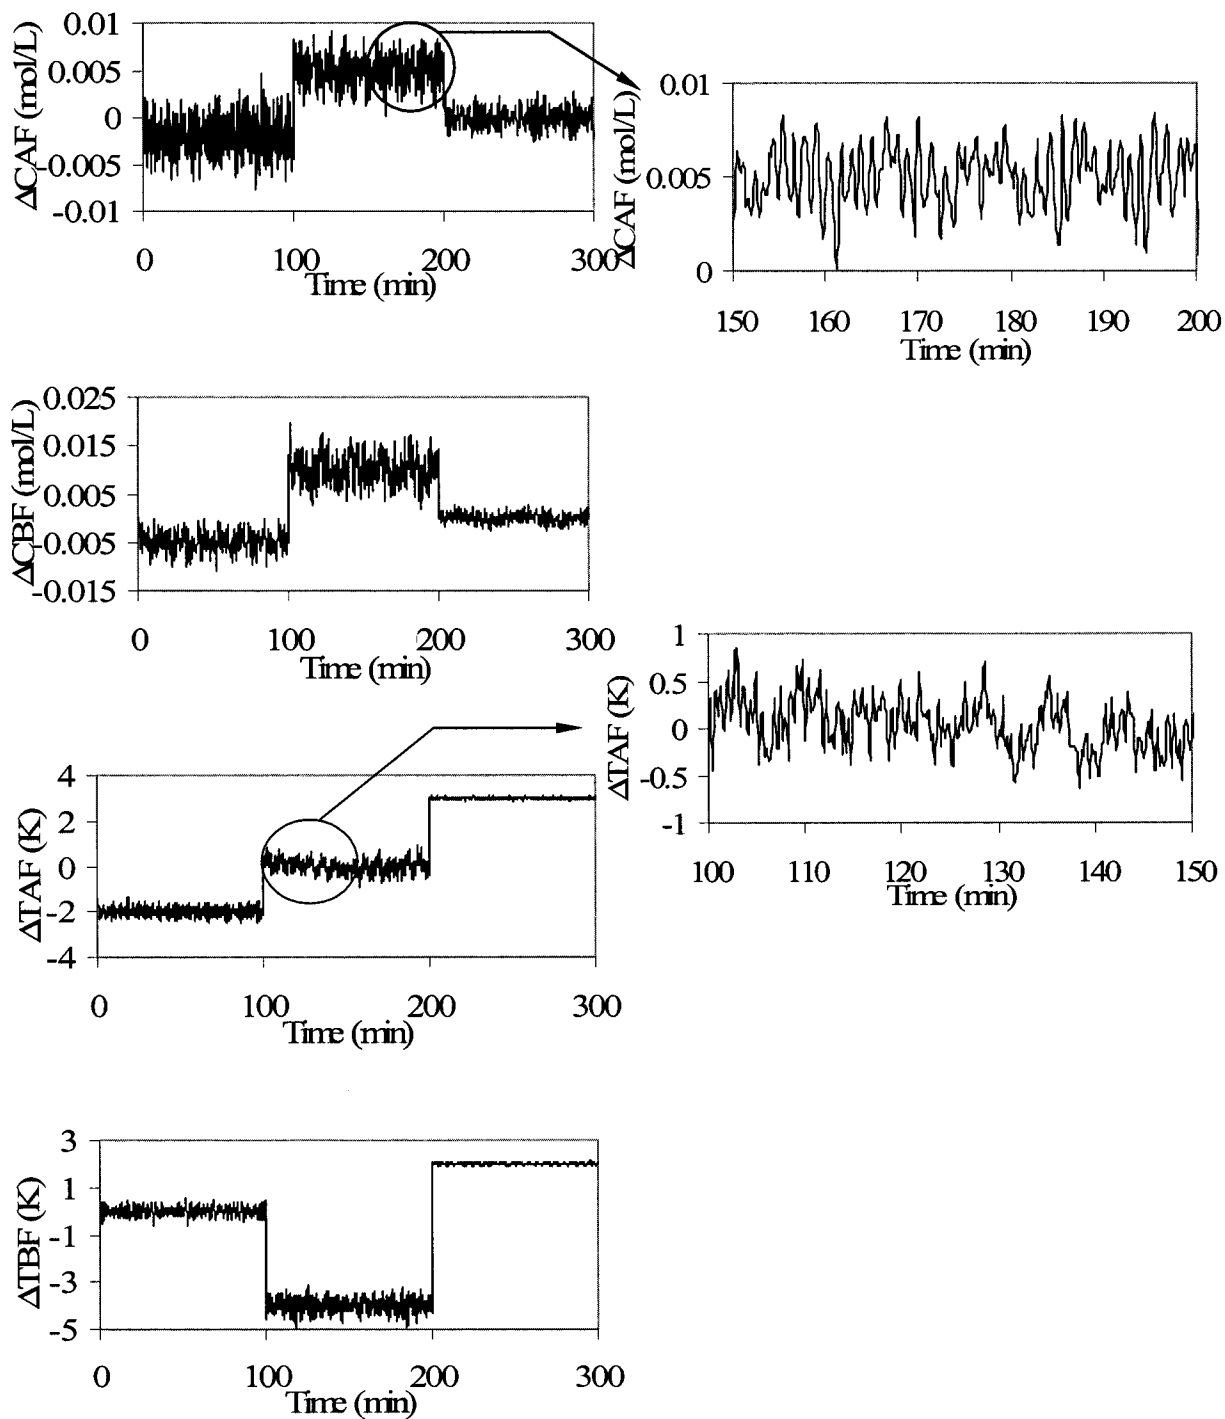 ΔCAF (mol/L)
0.01
0.005
0
-0.005
-0.01
0 100 200 300
Time (min)
ΔCAF (mol/L)
0.01
0.005
0
150 160 170 180 190 200
Time (min)
ΔCBF (mol/L)
0.025
0.015
0.005
-0.005
-0.015
0 100 200 300
Time (min)
ΔTAF (K)
1
0.5
0
-0.5
-1
100 110 120 130 140 150
Time (min)
ΔTAF (K)
4
2
0
-2
-4
0 100 200 300
Time (min)
ΔTBF (K)
3
1
-1
-3
-5
0 100 200 300
Time (min)